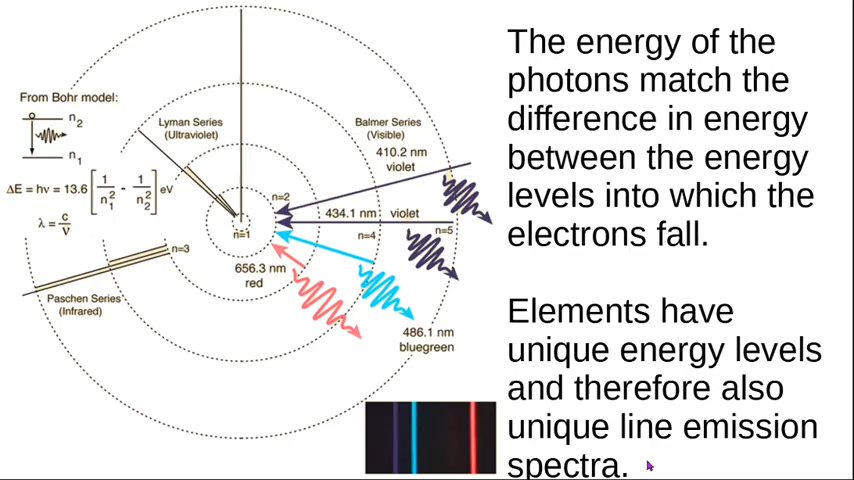 From Bohr model:
n2
n1
ΔE = hν = 13.6 [1/n1² - 1/n2²] eV
λ = c/ν
Lyman Series
(Ultraviolet)
Balmer Series
(Visible)
410.2 nm
violet
n=2
434.1 nm violet
n=1
n=4
n=5
n=3
656.3 nm
red
Paschen Series
(Infrared)
486.1 nm
bluegreen
The energy of the
photons match the
difference in energy
between the energy
levels into which the
electrons fall.
Elements have
unique energy levels
and therefore also
unique line emission
spectra.